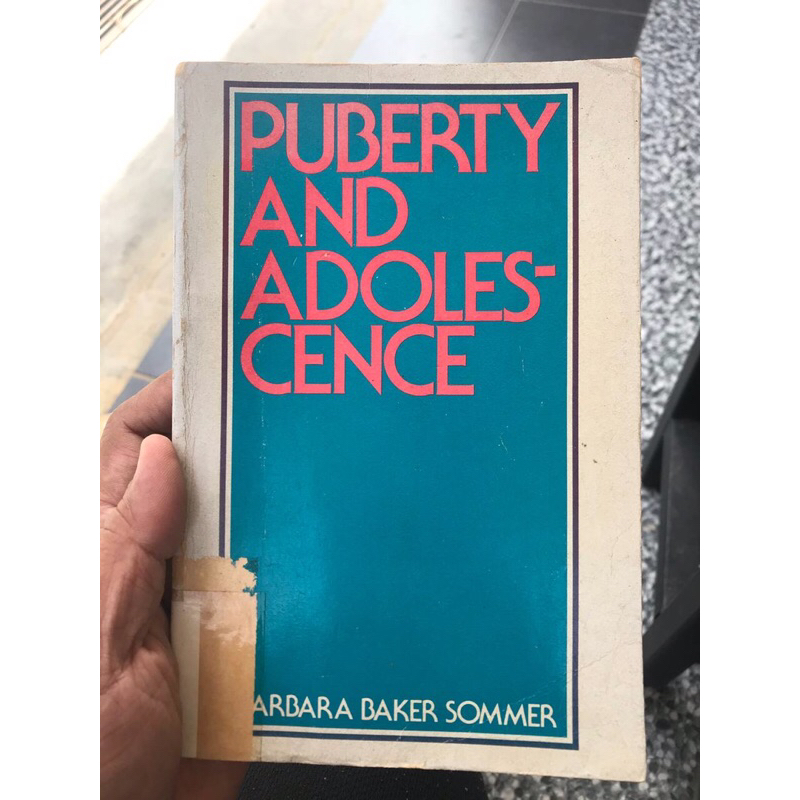 PUBERTY
AND
ADOLES-
CENCE
ARBARA BAKER SOMMER